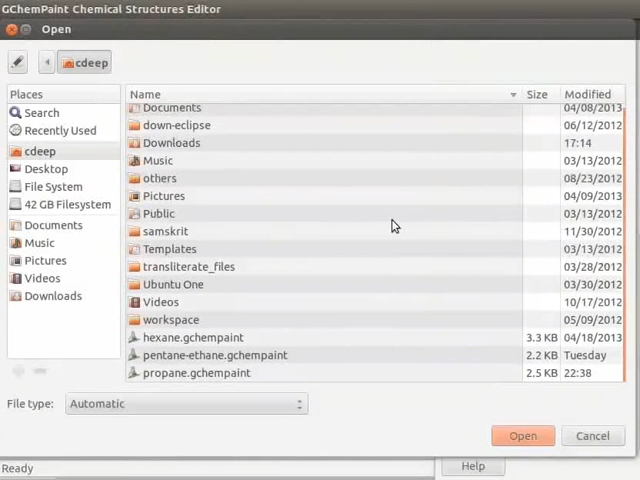 GChemPaint Chemical Structures Editor
Open
cdeep
Places
Name Size Modified
Search
Recently Used
cdeep
Desktop
File System
42 GB Filesystem
Documents
Music
Pictures
Videos
Downloads
Documents 04/08/2013
down-eclipse 06/12/2012
Downloads 17:14
Music 03/13/2012
others 08/23/2012
Pictures 04/09/2013
Public 03/13/2012
samskrit 11/30/2012
Templates 03/13/2012
transliterate_files 03/28/2012
Ubuntu One 03/30/2012
Videos 10/17/2012
workspace 05/09/2012
hexane.gchempaint 3.3 KB 04/18/2013
pentane-ethane.gchempaint 2.2 KB Tuesday
propane.gchempaint 2.5 KB 22:38
File type: Automatic
Open Cancel
Ready
Help